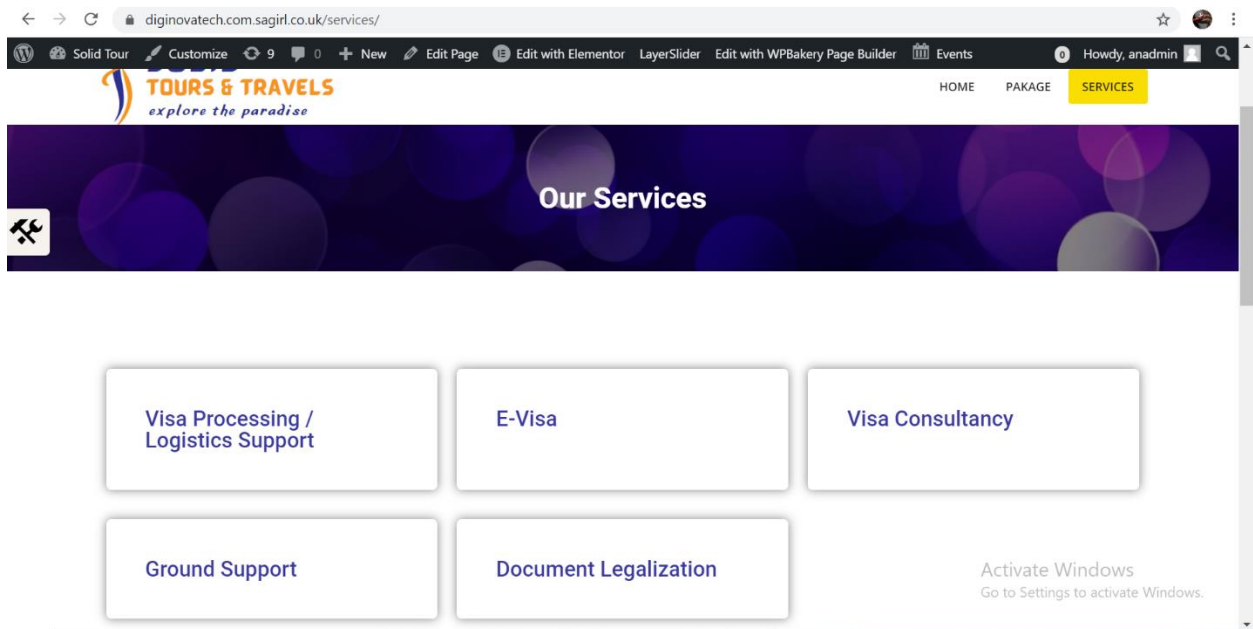 diginovatech.com.sagirl.co.uk/services/
Solid Tour Customize 9 0 New Edit Page Edit with Elementor LayerSlider Edit with WPBakery Page Builder Events 0 Howdy, anadmin
TOURS & TRAVELS
explore the paradise
HOME PAKAGE SERVICES
Our Services
Visa Processing /
Logistics Support
E-Visa
Visa Consultancy
Ground Support
Document Legalization
Activate Windows
Go to Settings to activate Windows.